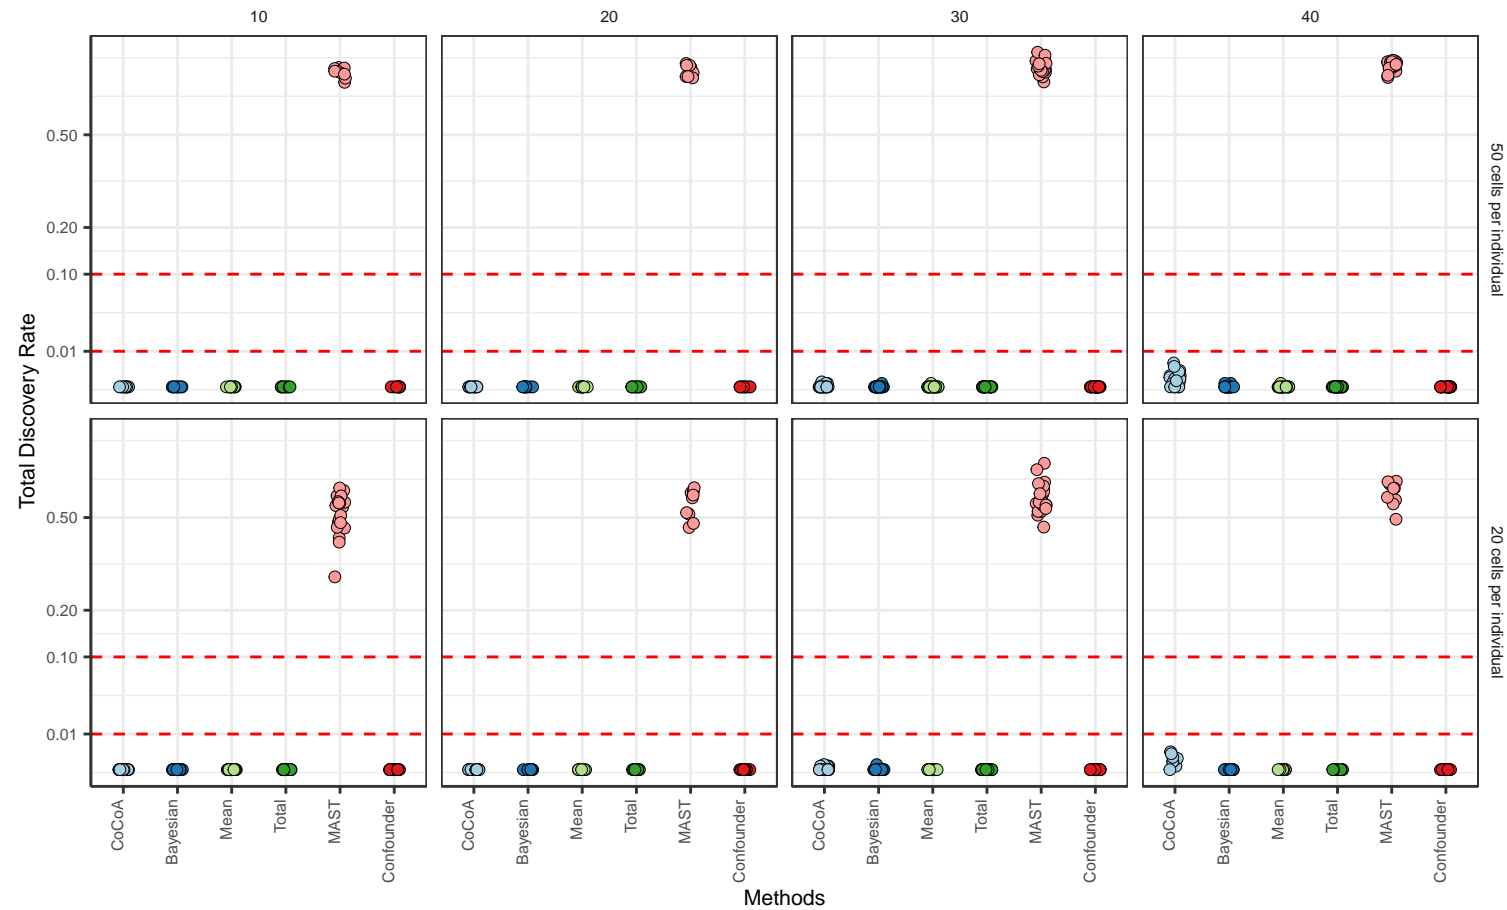 10 20 30 40
Total Discovery Rate
0.50
0.20
0.10
0.01
50 cells per individual
0.50
0.20
0.10
0.01
20 cells per individual
CoCoA Bayesian Mean Total MAST Confounder CoCoA Bayesian Mean Total MAST Confounder CoCoA Bayesian Mean Total MAST Confounder CoCoA Bayesian Mean Total MAST Confounder
Methods